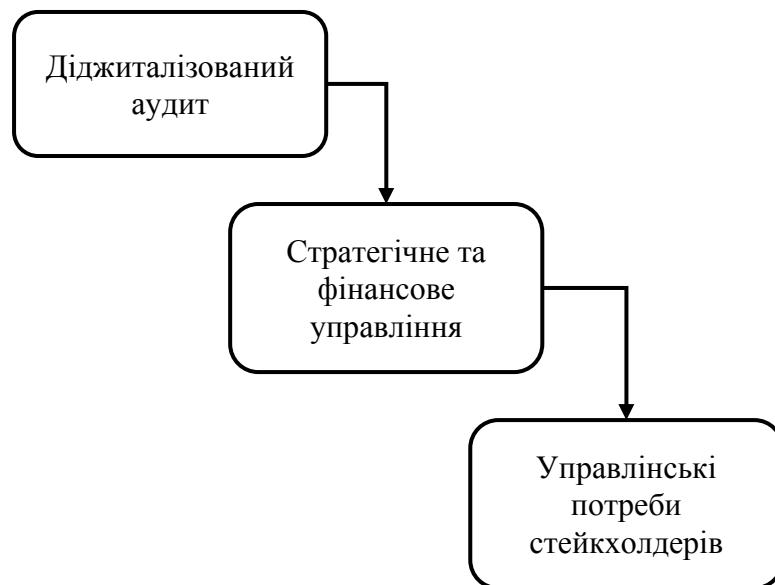 Діджиталізований
аудит
Стратегічне та
фінансове
управління
Управлінські
потреби
стейкхолдерів